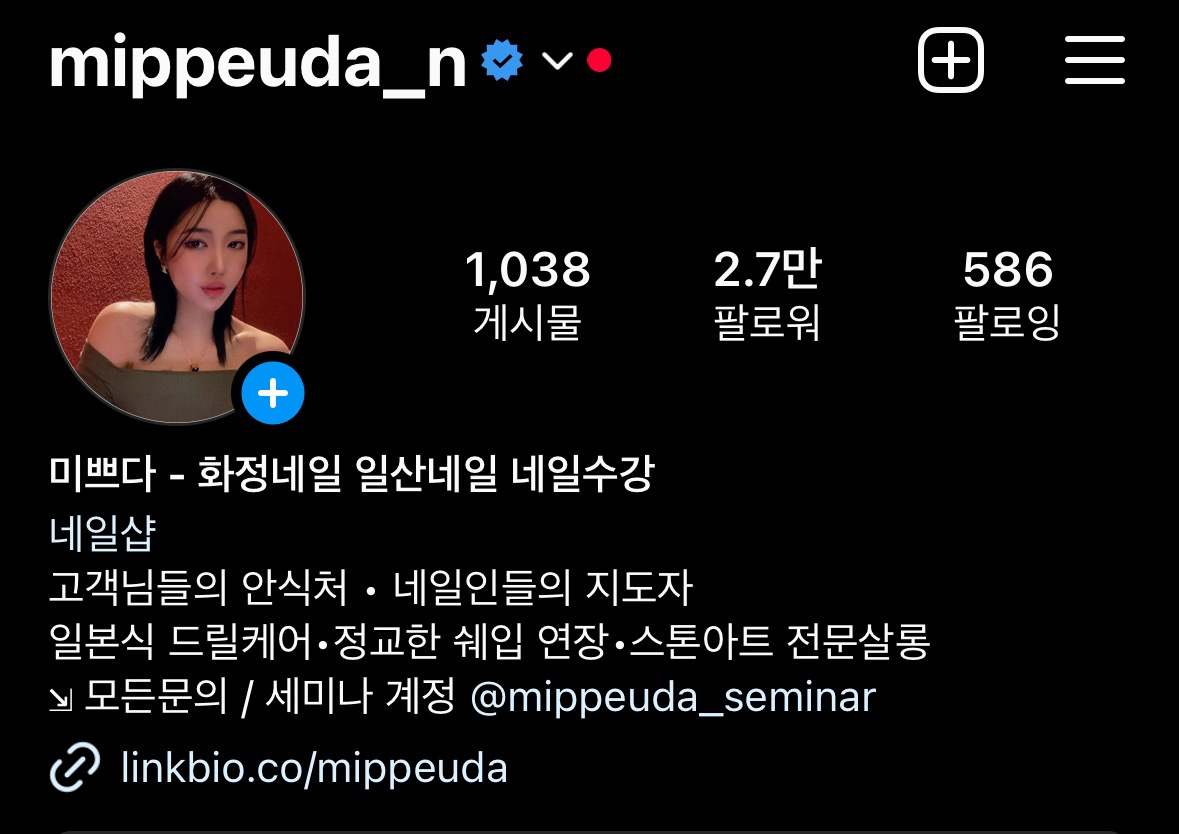 mippeuda_n
1,038 2.7만 586
게시물 팔로워 팔로잉
미쁘다 - 화정네일 일산네일 네일수강
네일샵
고객님들의 안식처 • 네일인들의 지도자
일본식 드릴케어•정교한 쉐입 연장•스톤아트 전문살롱
⇲ 모든문의 / 세미나 계정 @mippeuda_seminar
linkbio.co/mippeuda